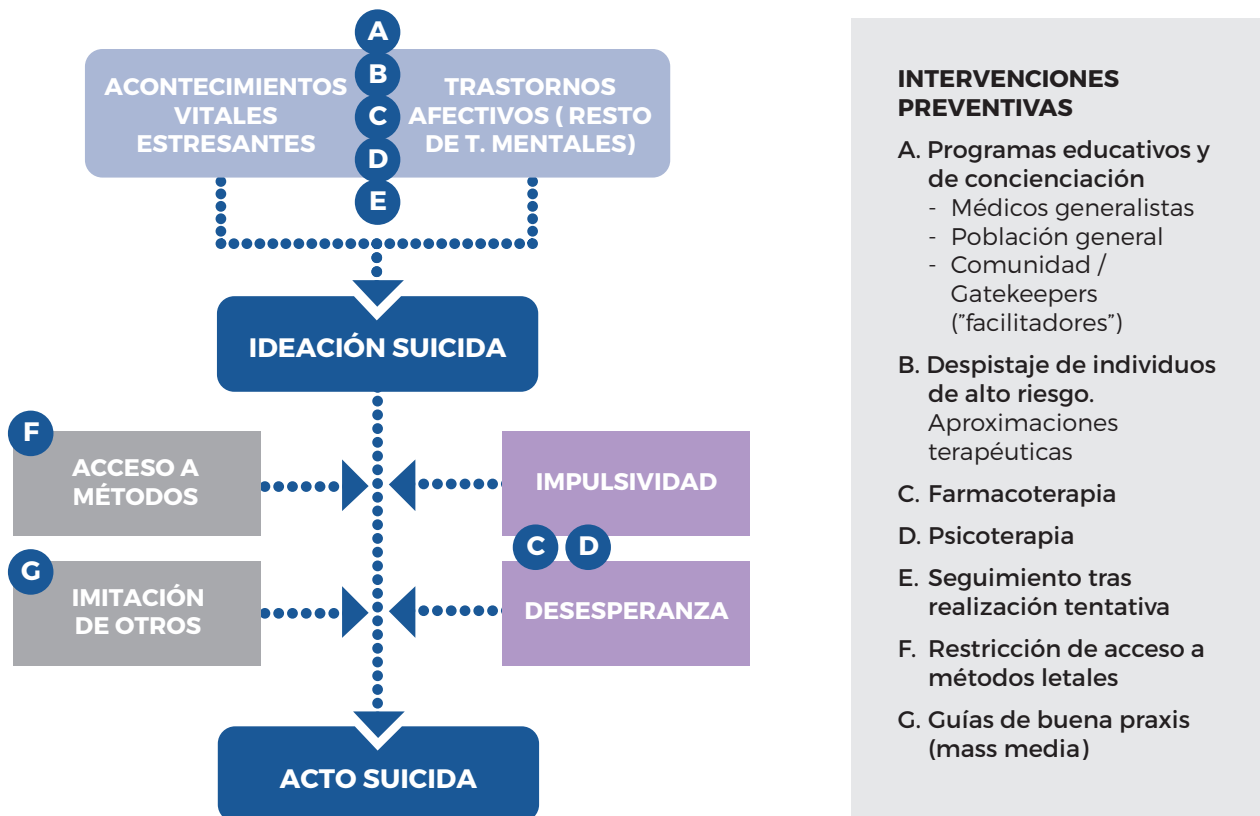 A
B
C
D
E
ACONTECIMIENTOS
VITALES
ESTRESANTES
TRASTORNOS
AFECTIVOS ( RESTO
DE T. MENTALES)
IDEACIÓN SUICIDA
F
ACCESO A
MÉTODOS
IMPULSIVIDAD
C D
G
IMITACIÓN
DE OTROS
DESESPERANZA
ACTO SUICIDA
INTERVENCIONES
PREVENTIVAS
A. Programas educativos y
de concienciación
- Médicos generalistas
- Población general
- Comunidad /
Gatekeepers
("facilitadores")
B. Despistaje de individuos
de alto riesgo.
Aproximaciones
terapéuticas
C. Farmacoterapia
D. Psicoterapia
E. Seguimiento tras
realización tentativa
F. Restricción de acceso a
métodos letales
G. Guías de buena praxis
(mass media)